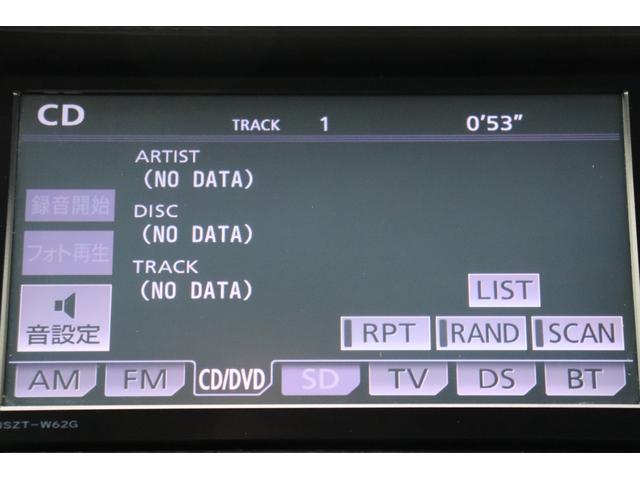 CD
TRACK 1 0'53"
ARTIST
(NO DATA)
録音開始
DISC
(NO DATA)
フォト再生
TRACK
(NO DATA)
LIST
音設定
RPT RAND SCAN
AM FM CD/DVD SD TV DS BT
SZT-W62G